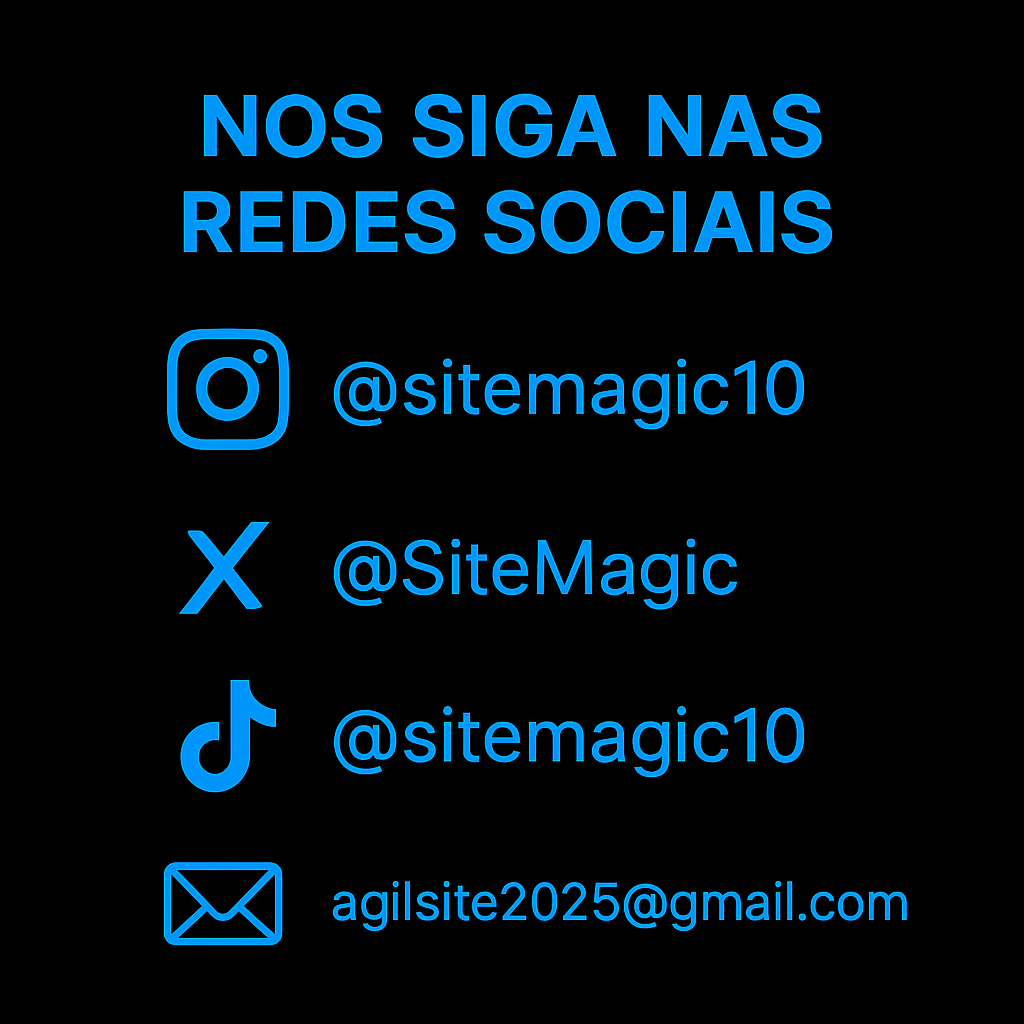 NOS SIGA NAS
REDES SOCIAIS
@sitemagic10
@SiteMagic
@sitemagic10
agilsite2025@gmail.com